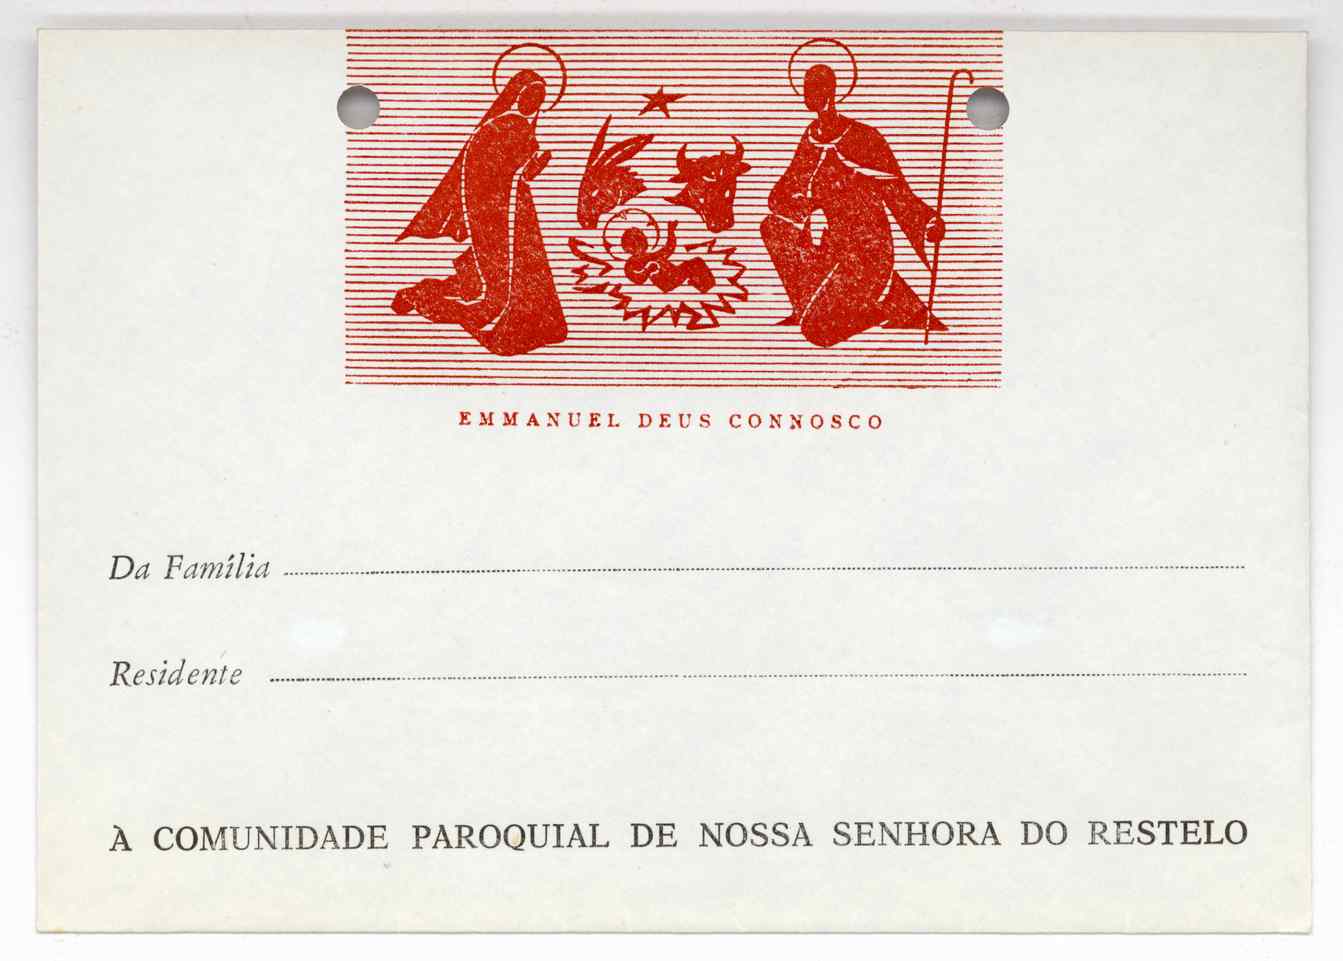 EMMANUEL DEUS CONNOSCO
Da Família
Residente
À COMUNIDADE PAROQUIAL DE NOSSA SENHORA DO RESTELO